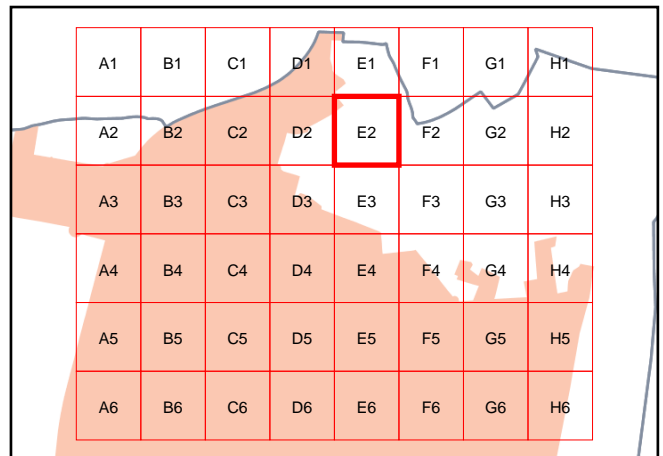 A1 B1 C1 D1 E1 F1 G1 H1
A2 B2 C2 D2 E2 F2 G2 H2
A3 B3 C3 D3 E3 F3 G3 H3
A4 B4 C4 D4 E4 F4 G4 H4
A5 B5 C5 D5 E5 F5 G5 H5
A6 B6 C6 D6 E6 F6 G6 H6